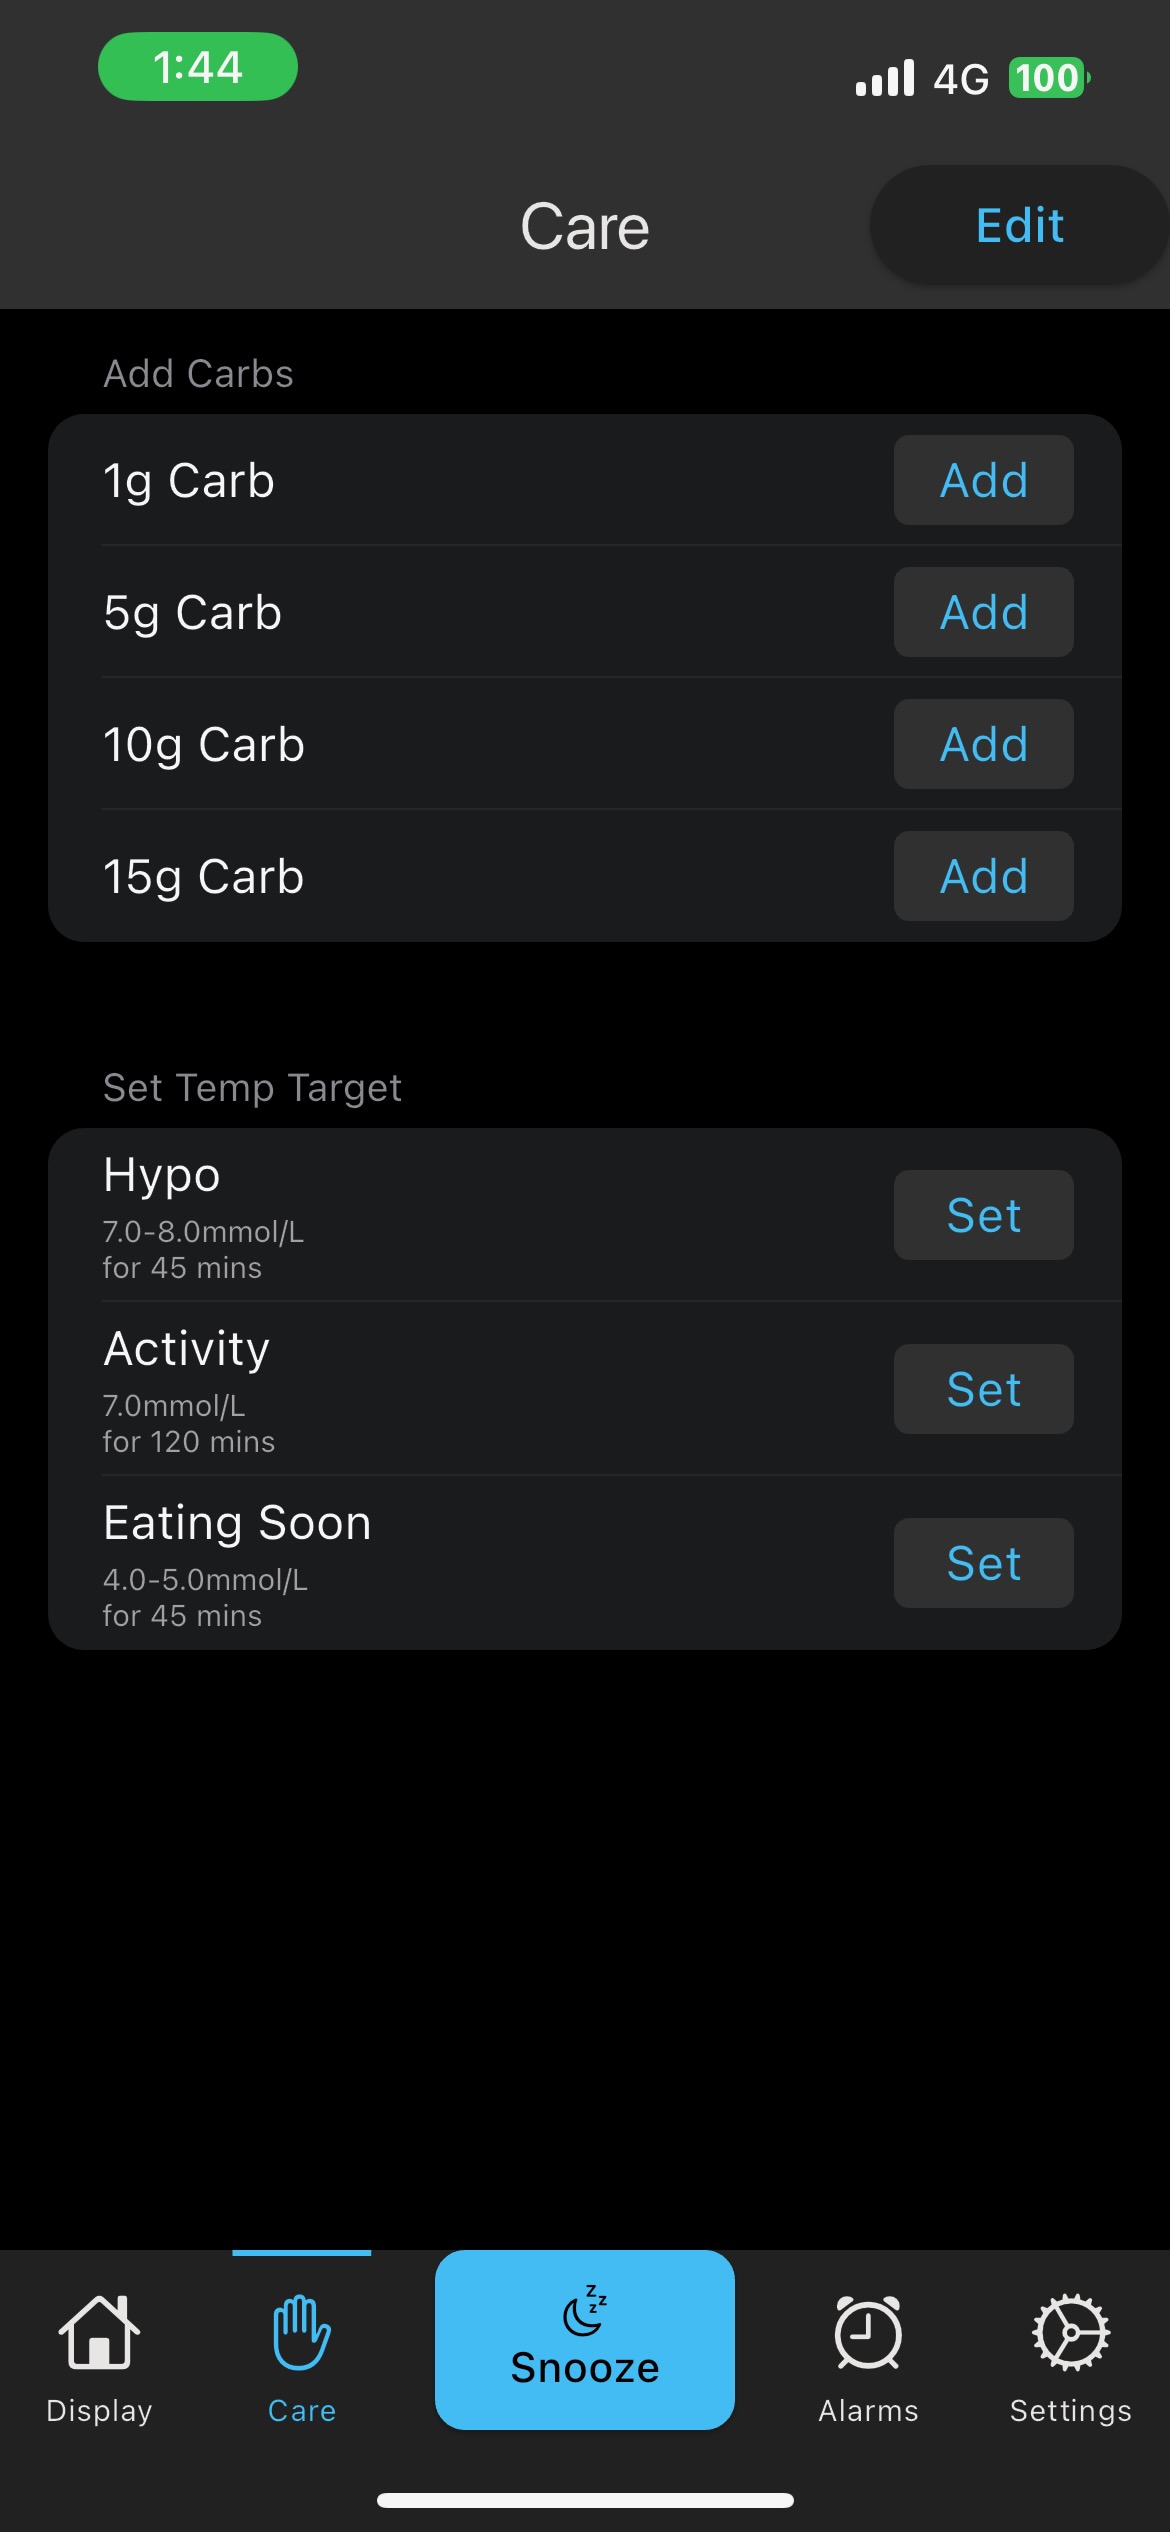 1:44
4G
100
Care
Edit
Add Carbs
1g Carb
Add
5g Carb
Add
10g Carb
Add
15g Carb
Add
Set Temp Target
Hypo
7.0-8.0mmol/L
for 45 mins
Set
Activity
7.0mmol/L
for 120 mins
Set
Eating Soon
4.0-5.0mmol/L
for 45 mins
Set
z z z
Display
Care
Snooze
Alarms
Settings